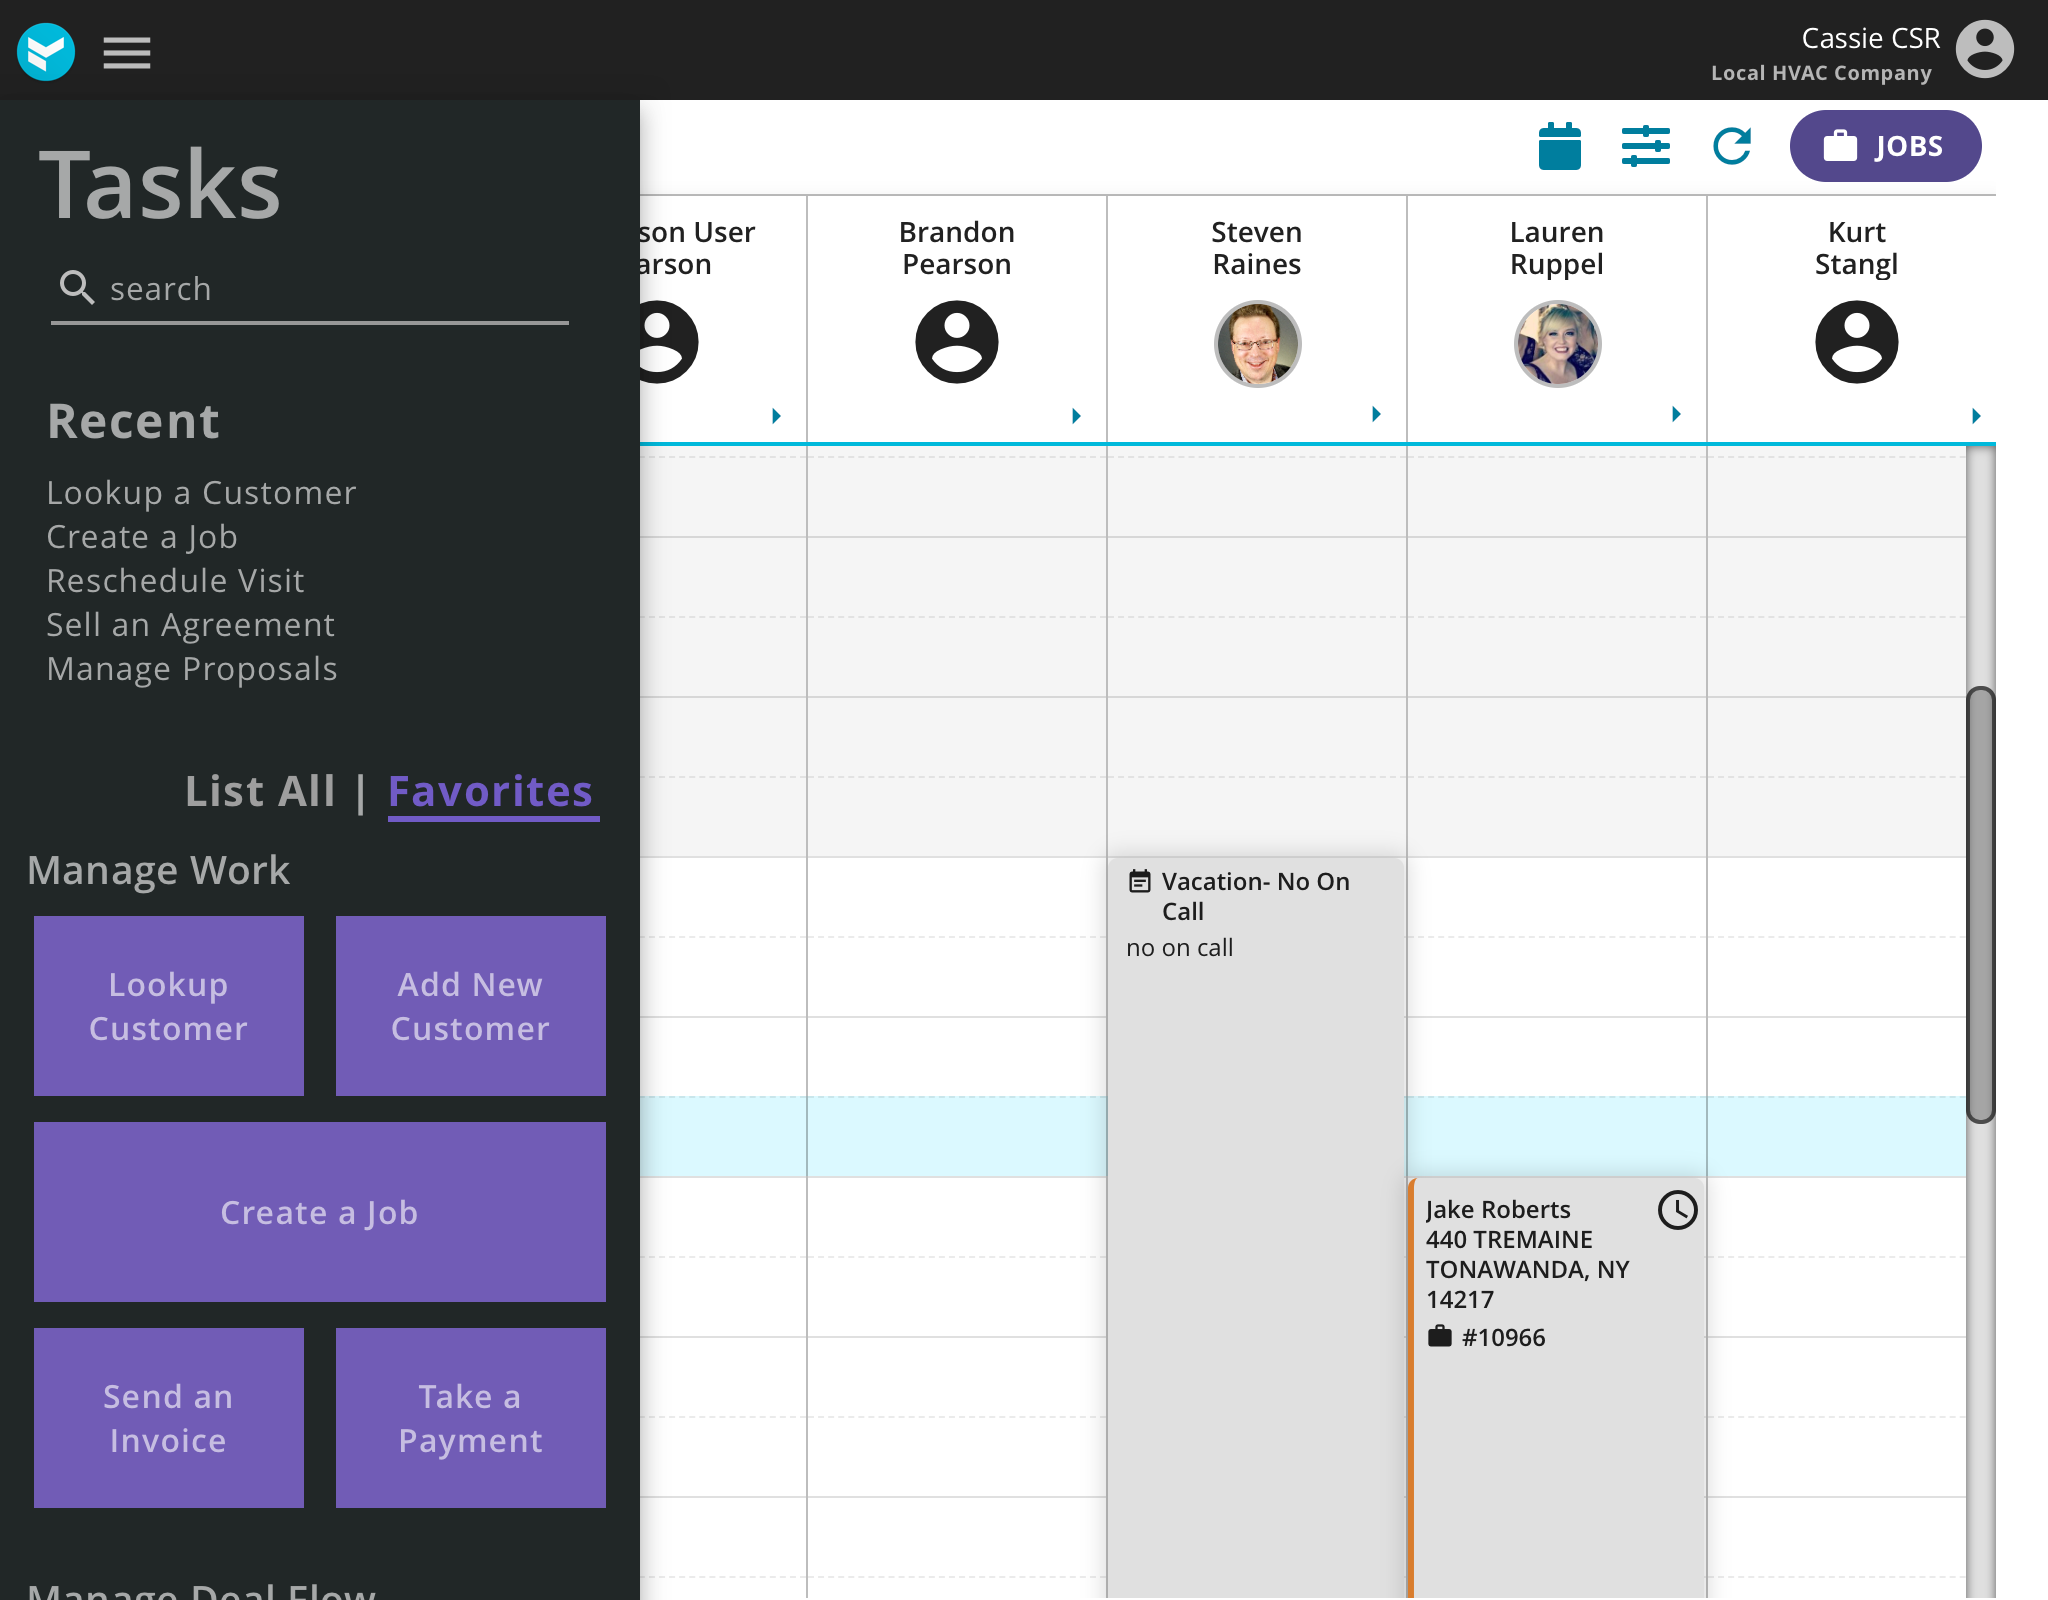 Cassie CSR
Local HVAC Company
Tasks
search
Recent
Lookup a Customer
Create a Job
Reschedule Visit
Sell an Agreement
Manage Proposals
List All | Favorites
Manage Work
Lookup
Customer
Add New
Customer
Create a Job
Send an
Invoice
Take a
Payment
Manage Deal Flow
JOBS
son User
arson
Brandon
Pearson
Steven
Raines
Lauren
Ruppel
Kurt
Stangl
Vacation- No On
Call
no on call
Jake Roberts
440 TREMAINE
TONAWANDA, NY
14217
#10966